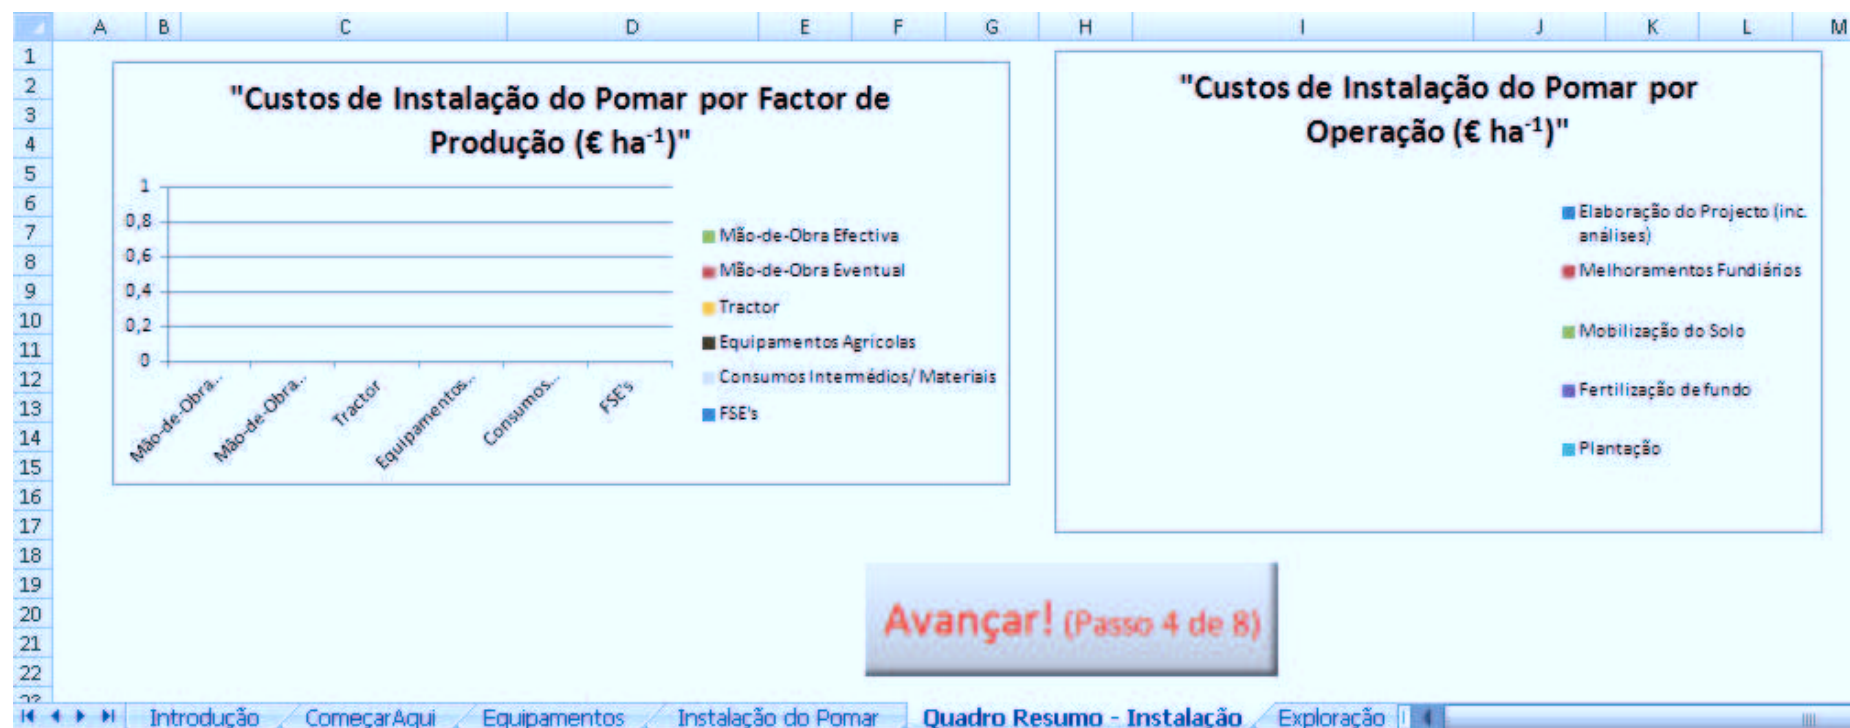 A B C D E F G H I J K L M
1
2
3
4
5
6
7
8
9
10
11
12
13
14
15
16
17
18
19
20
21
22
"Custos de Instalação do Pomar por Factor de
Produção (€ ha⁻¹)"
1
0,8
0,6
0,4
0,2
0
Mão-de-Obra..
Mão-de-Obra..
Tractor
Equipamentos..
Consumos...
FSE's
Mão-de-Obra Efectiva
Mão-de-Obra Eventual
Tractor
Equipamentos Agrícolas
Consumos Intermédios/ Materiais
FSE's
"Custos de Instalação do Pomar por
Operação (€ ha⁻¹)"
Elaboração do Projecto (inc.
análises)
Melhoramentos Fundiários
Mobilização do Solo
Fertilização de fundo
Plantação
Avançar! (Passo 4 de 8)
Introdução ComeçarAqui Equipamentos Instalação do Pomar Quadro Resumo - Instalação Exploração